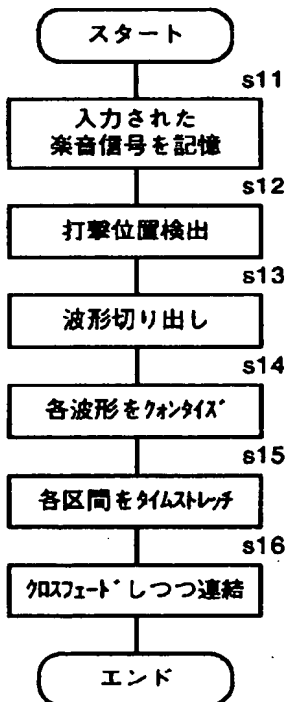 スタート
s11
入力された
楽音信号を記憶
s12
打撃位置検出
s13
波形切り出し
s14
各波形をｸｫﾝﾀｲｽﾞ
s15
各区間をﾀｲﾑｽﾄﾚｯﾁ
s16
ｸﾛｽﾌｪｰﾄﾞしつつ連結
エンド